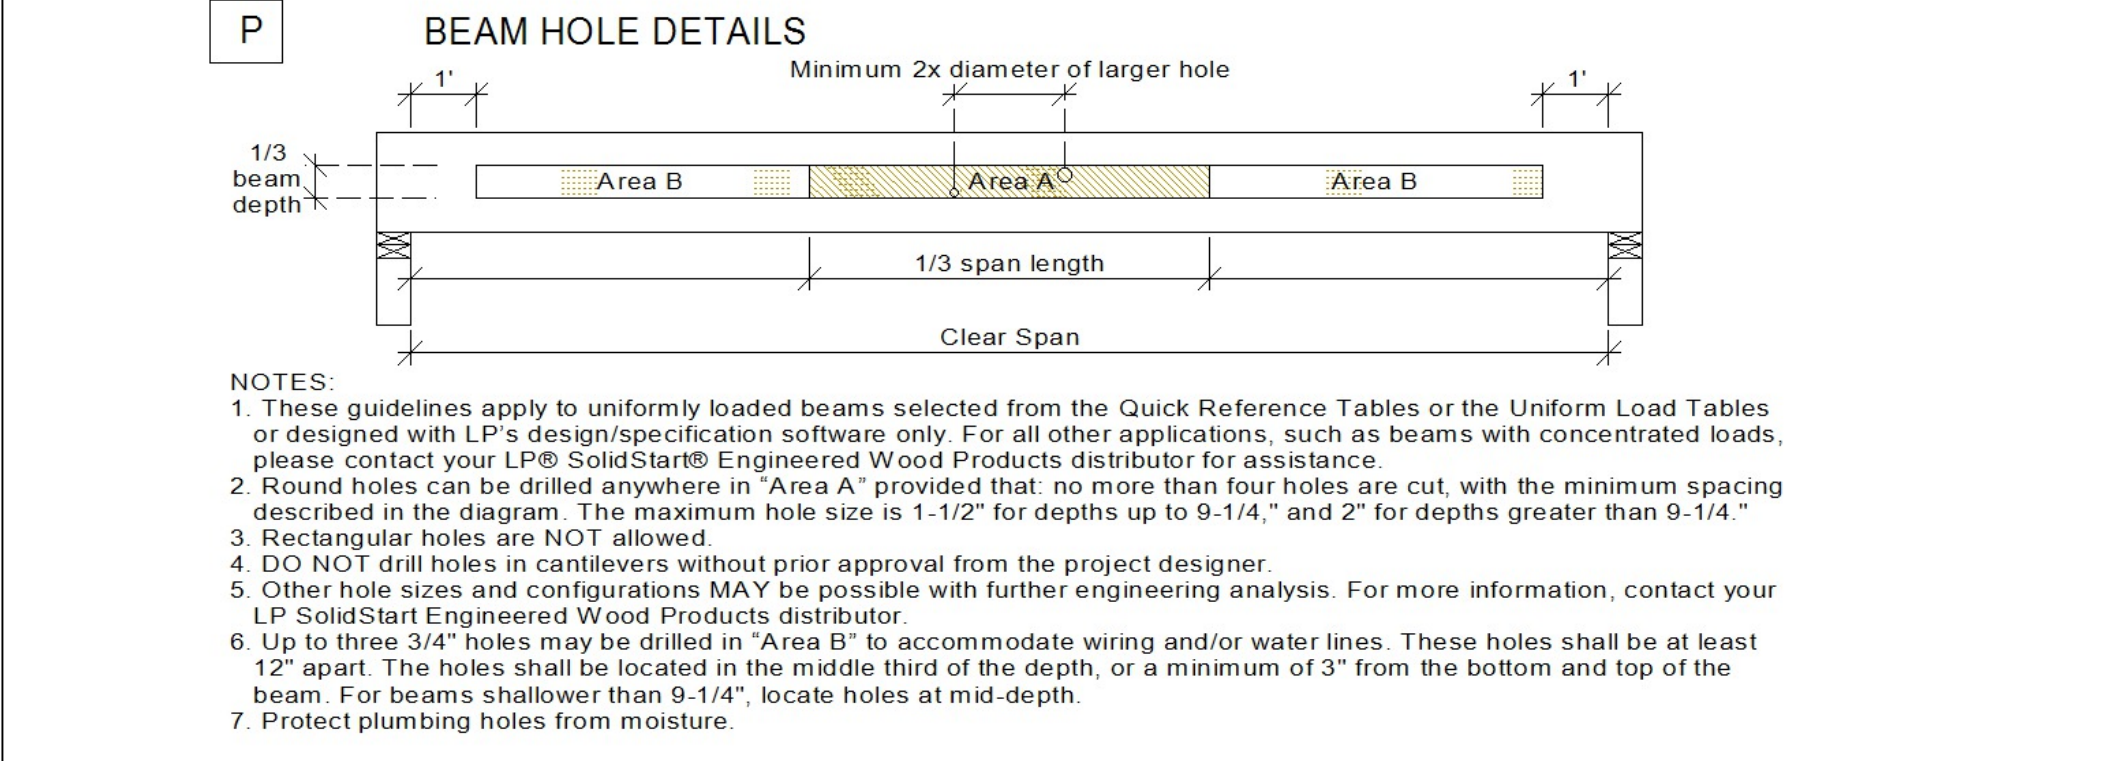 P
BEAM HOLE DETAILS
Minimum 2x diameter of larger hole
1'
1'
1/3
beam
depth
Area B
Area A
Area B
1/3 span length
Clear Span
NOTES:
1. These guidelines apply to uniformly loaded beams selected from the Quick Reference Tables or the Uniform Load Tables
or designed with LP's design/specification software only. For all other applications, such as beams with concentrated loads,
please contact your LP® SolidStart® Engineered Wood Products distributor for assistance.
2. Round holes can be drilled anywhere in “Area A” provided that: no more than four holes are cut, with the minimum spacing
described in the diagram. The maximum hole size is 1-1/2" for depths up to 9-1/4," and 2" for depths greater than 9-1/4."
3. Rectangular holes are NOT allowed.
4. DO NOT drill holes in cantilevers without prior approval from the project designer.
5. Other hole sizes and configurations MAY be possible with further engineering analysis. For more information, contact your
LP SolidStart Engineered Wood Products distributor.
6. Up to three 3/4" holes may be drilled in “Area B” to accommodate wiring and/or water lines. These holes shall be at least
12" apart. The holes shall be located in the middle third of the depth, or a minimum of 3" from the bottom and top of the
beam. For beams shallower than 9-1/4", locate holes at mid-depth.
7. Protect plumbing holes from moisture.